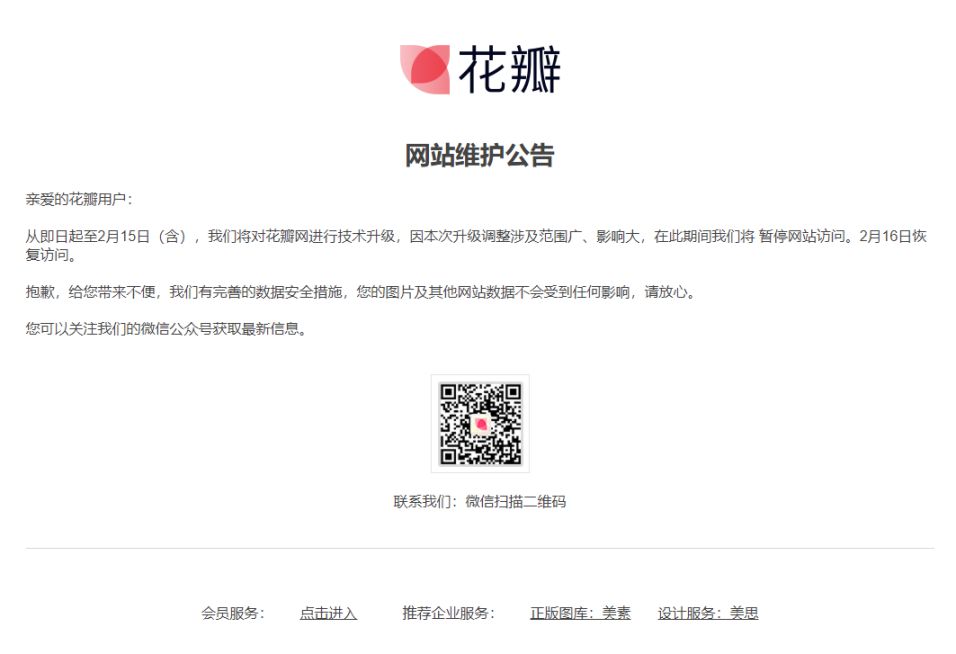 花瓣
网站维护公告
亲爱的花瓣用户：
从即日起至2月15日（含），我们将对花瓣网进行技术升级，因本次升级调整涉及范围广、影响大，在此期间我们将 暂停网站访问。2月16日恢
复访问。
抱歉，给您带来不便，我们有完善的数据安全措施，您的图片及其他网站数据不会受到任何影响，请放心。
您可以关注我们的微信公众号获取最新信息。
联系我们：微信扫描二维码
会员服务： 点击进入 推荐企业服务： 正版图库：美素 设计服务：美思